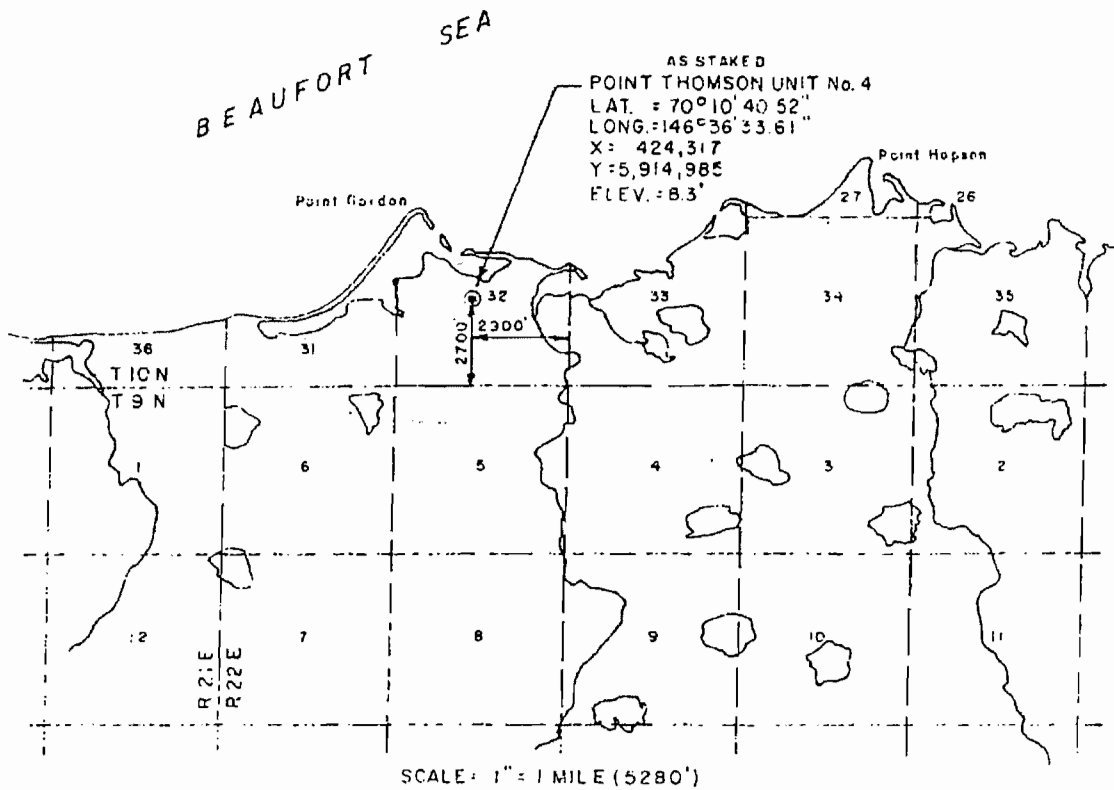 BEAUFORT SEA
AS STAKED
POINT THOMSON UNIT No. 4
LAT. = 70° 10' 40 52"
LONG.=146° 36' 33.61"
X= 424,317
Y=5,914,985
ELEV.=8.3'
Point Gordon
Point Hopson
27
26
32
33
34
35
2700'
2300'
36
31
T10N
T9N
1
6
5
4
3
2
12
7
8
9
10
11
R21E
R22E
SCALE= 1"= 1 MILE (5280')